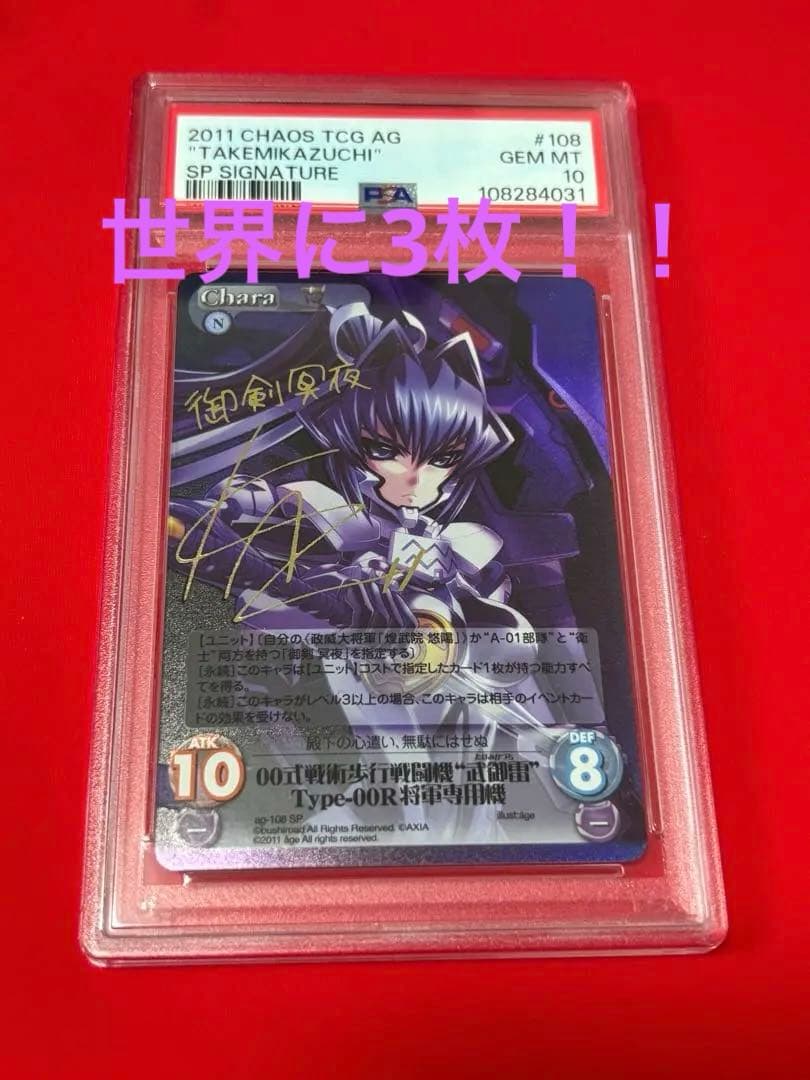 2011 CHAOS TCG AG #108
"TAKEMIKAZUCHI" GEM MT
SP SIGNATURE 10
PSA 108284031
世界に3枚！！
Chara
N
御剣冥夜
【ユニット】〔自分の《政威大将軍「煌武院 悠陽」》か“A-01部隊”と“衛
士”両方を持つ「御剣 冥夜」を指定する〕
［永続］このキャラは【ユニット】コストで指定したカード1枚が持つ能力すべ
てを得る。
［永続］このキャラがレベル3以上の場合、このキャラは相手のイベントカー
ドの効果を受けない。
殿下の心遣い、無駄にはせぬ
ATK
10
DEF
8
たけみかづち
00式戦術歩行戦闘機“武御雷”
Type-00R 将軍専用機
ag-108 SP
illust:âge
©bushiroad All Rights Reserved. ©AXIA
©2011 âge All rights reserved.